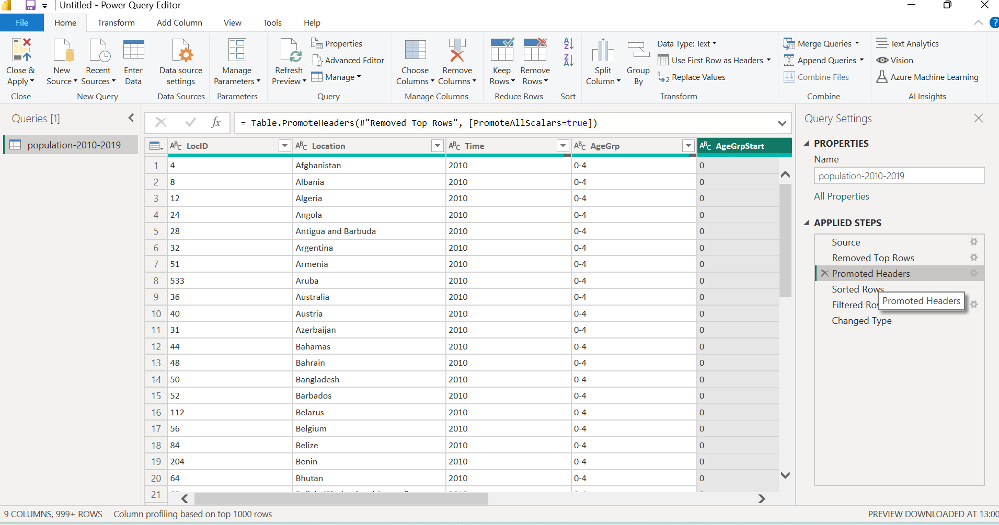 Untitled - Power Query Editor
File Home Transform Add Column View Tools Help
Close & Apply
Close
New Source
Recent Sources
Enter Data
New Query
Data source settings
Data Sources
Manage Parameters
Parameters
Refresh Preview
Properties
Advanced Editor
Manage
Query
Choose Columns
Remove Columns
Manage Columns
Keep Rows
Remove Rows
Reduce Rows
Sort
Split Column
Group By
Data Type: Text
Use First Row as Headers
Replace Values
Transform
Merge Queries
Append Queries
Combine Files
Combine
Text Analytics
Vision
Azure Machine Learning
AI Insights
Queries [1]
population-2010-2019
fx = Table.PromoteHeaders(#"Removed Top Rows", [PromoteAllScalars=true])
ABC LocID ABC Location ABC Time ABC AgeGrp ABC AgeGrpStart
1 4 Afghanistan 2010 0-4 0
2 8 Albania 2010 0-4 0
3 12 Algeria 2010 0-4 0
4 24 Angola 2010 0-4 0
5 28 Antigua and Barbuda 2010 0-4 0
6 32 Argentina 2010 0-4 0
7 51 Armenia 2010 0-4 0
8 533 Aruba 2010 0-4 0
9 36 Australia 2010 0-4 0
10 40 Austria 2010 0-4 0
11 31 Azerbaijan 2010 0-4 0
12 44 Bahamas 2010 0-4 0
13 48 Bahrain 2010 0-4 0
14 50 Bangladesh 2010 0-4 0
15 52 Barbados 2010 0-4 0
16 112 Belarus 2010 0-4 0
17 56 Belgium 2010 0-4 0
18 84 Belize 2010 0-4 0
19 204 Benin 2010 0-4 0
20 64 Bhutan 2010 0-4 0
21
Query Settings
PROPERTIES
Name
population-2010-2019
All Properties
APPLIED STEPS
Source
Removed Top Rows
Promoted Headers
Sorted Rows
Filtered Ro
Promoted Headers
Changed Type
9 COLUMNS, 999+ ROWS Column profiling based on top 1000 rows PREVIEW DOWNLOADED AT 13:00